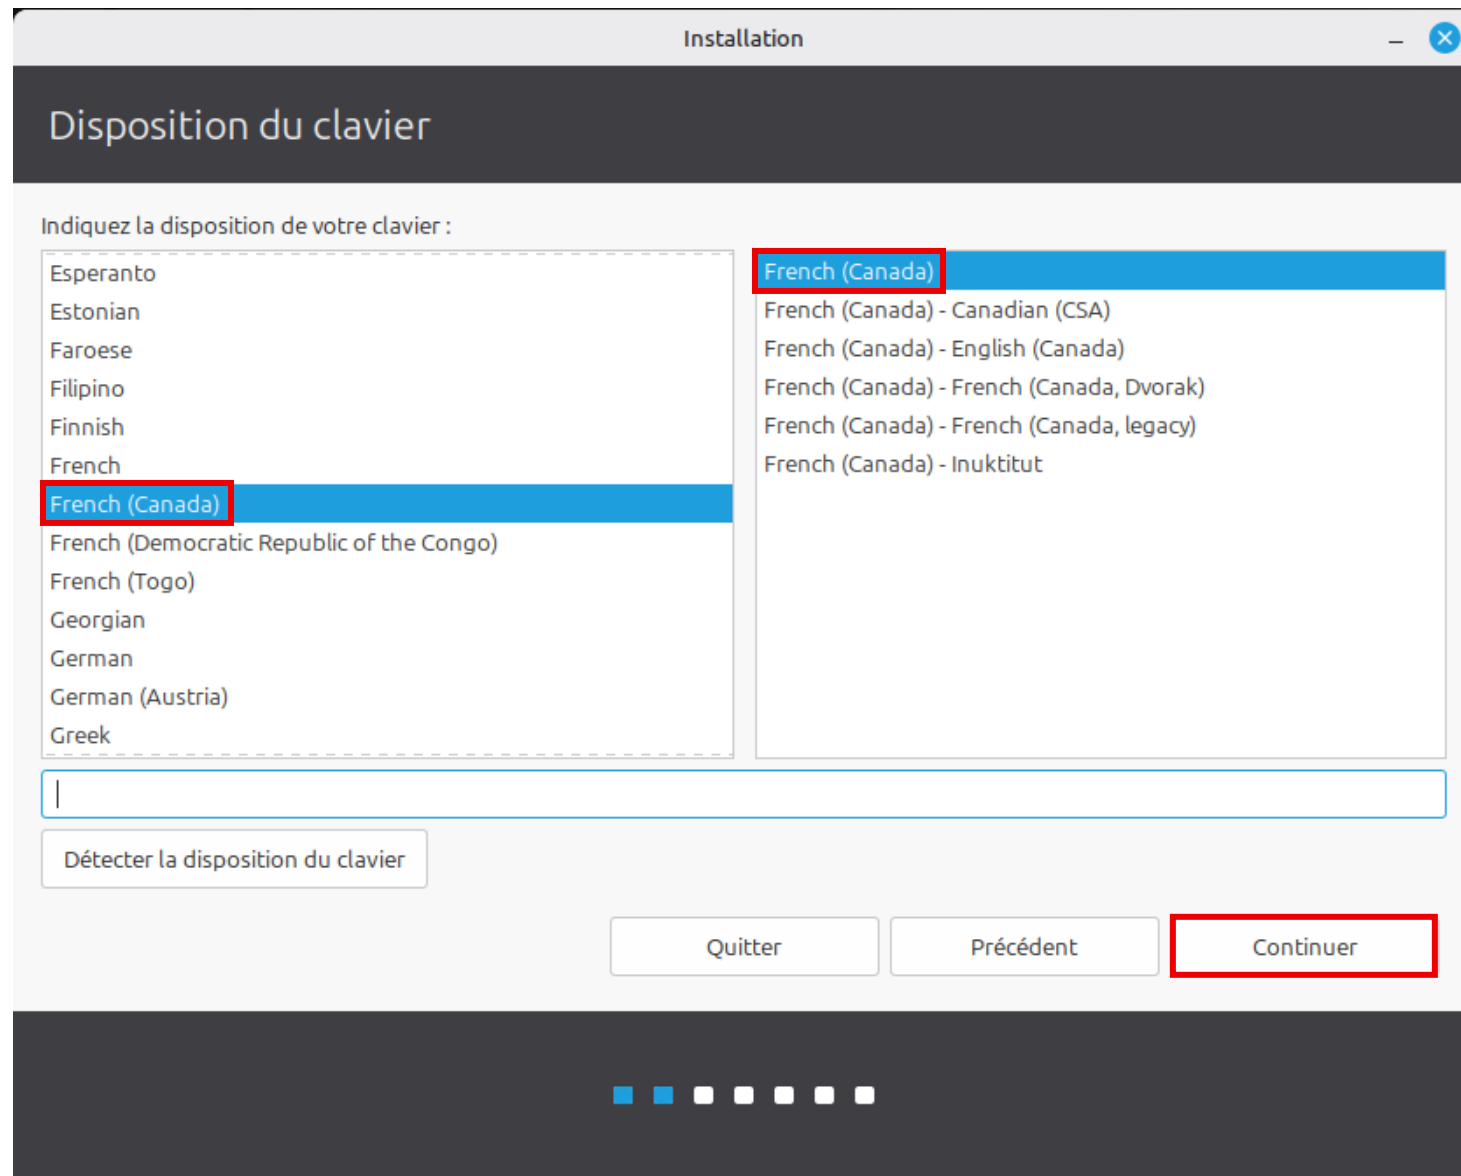 Installation
Disposition du clavier
Indiquez la disposition de votre clavier :
Esperanto
Estonian
Faroese
Filipino
Finnish
French
French (Canada)
French (Democratic Republic of the Congo)
French (Togo)
Georgian
German
German (Austria)
Greek
French (Canada)
French (Canada) - Canadian (CSA)
French (Canada) - English (Canada)
French (Canada) - French (Canada, Dvorak)
French (Canada) - French (Canada, legacy)
French (Canada) - Inuktitut
Détecter la disposition du clavier
Quitter
Précédent
Continuer